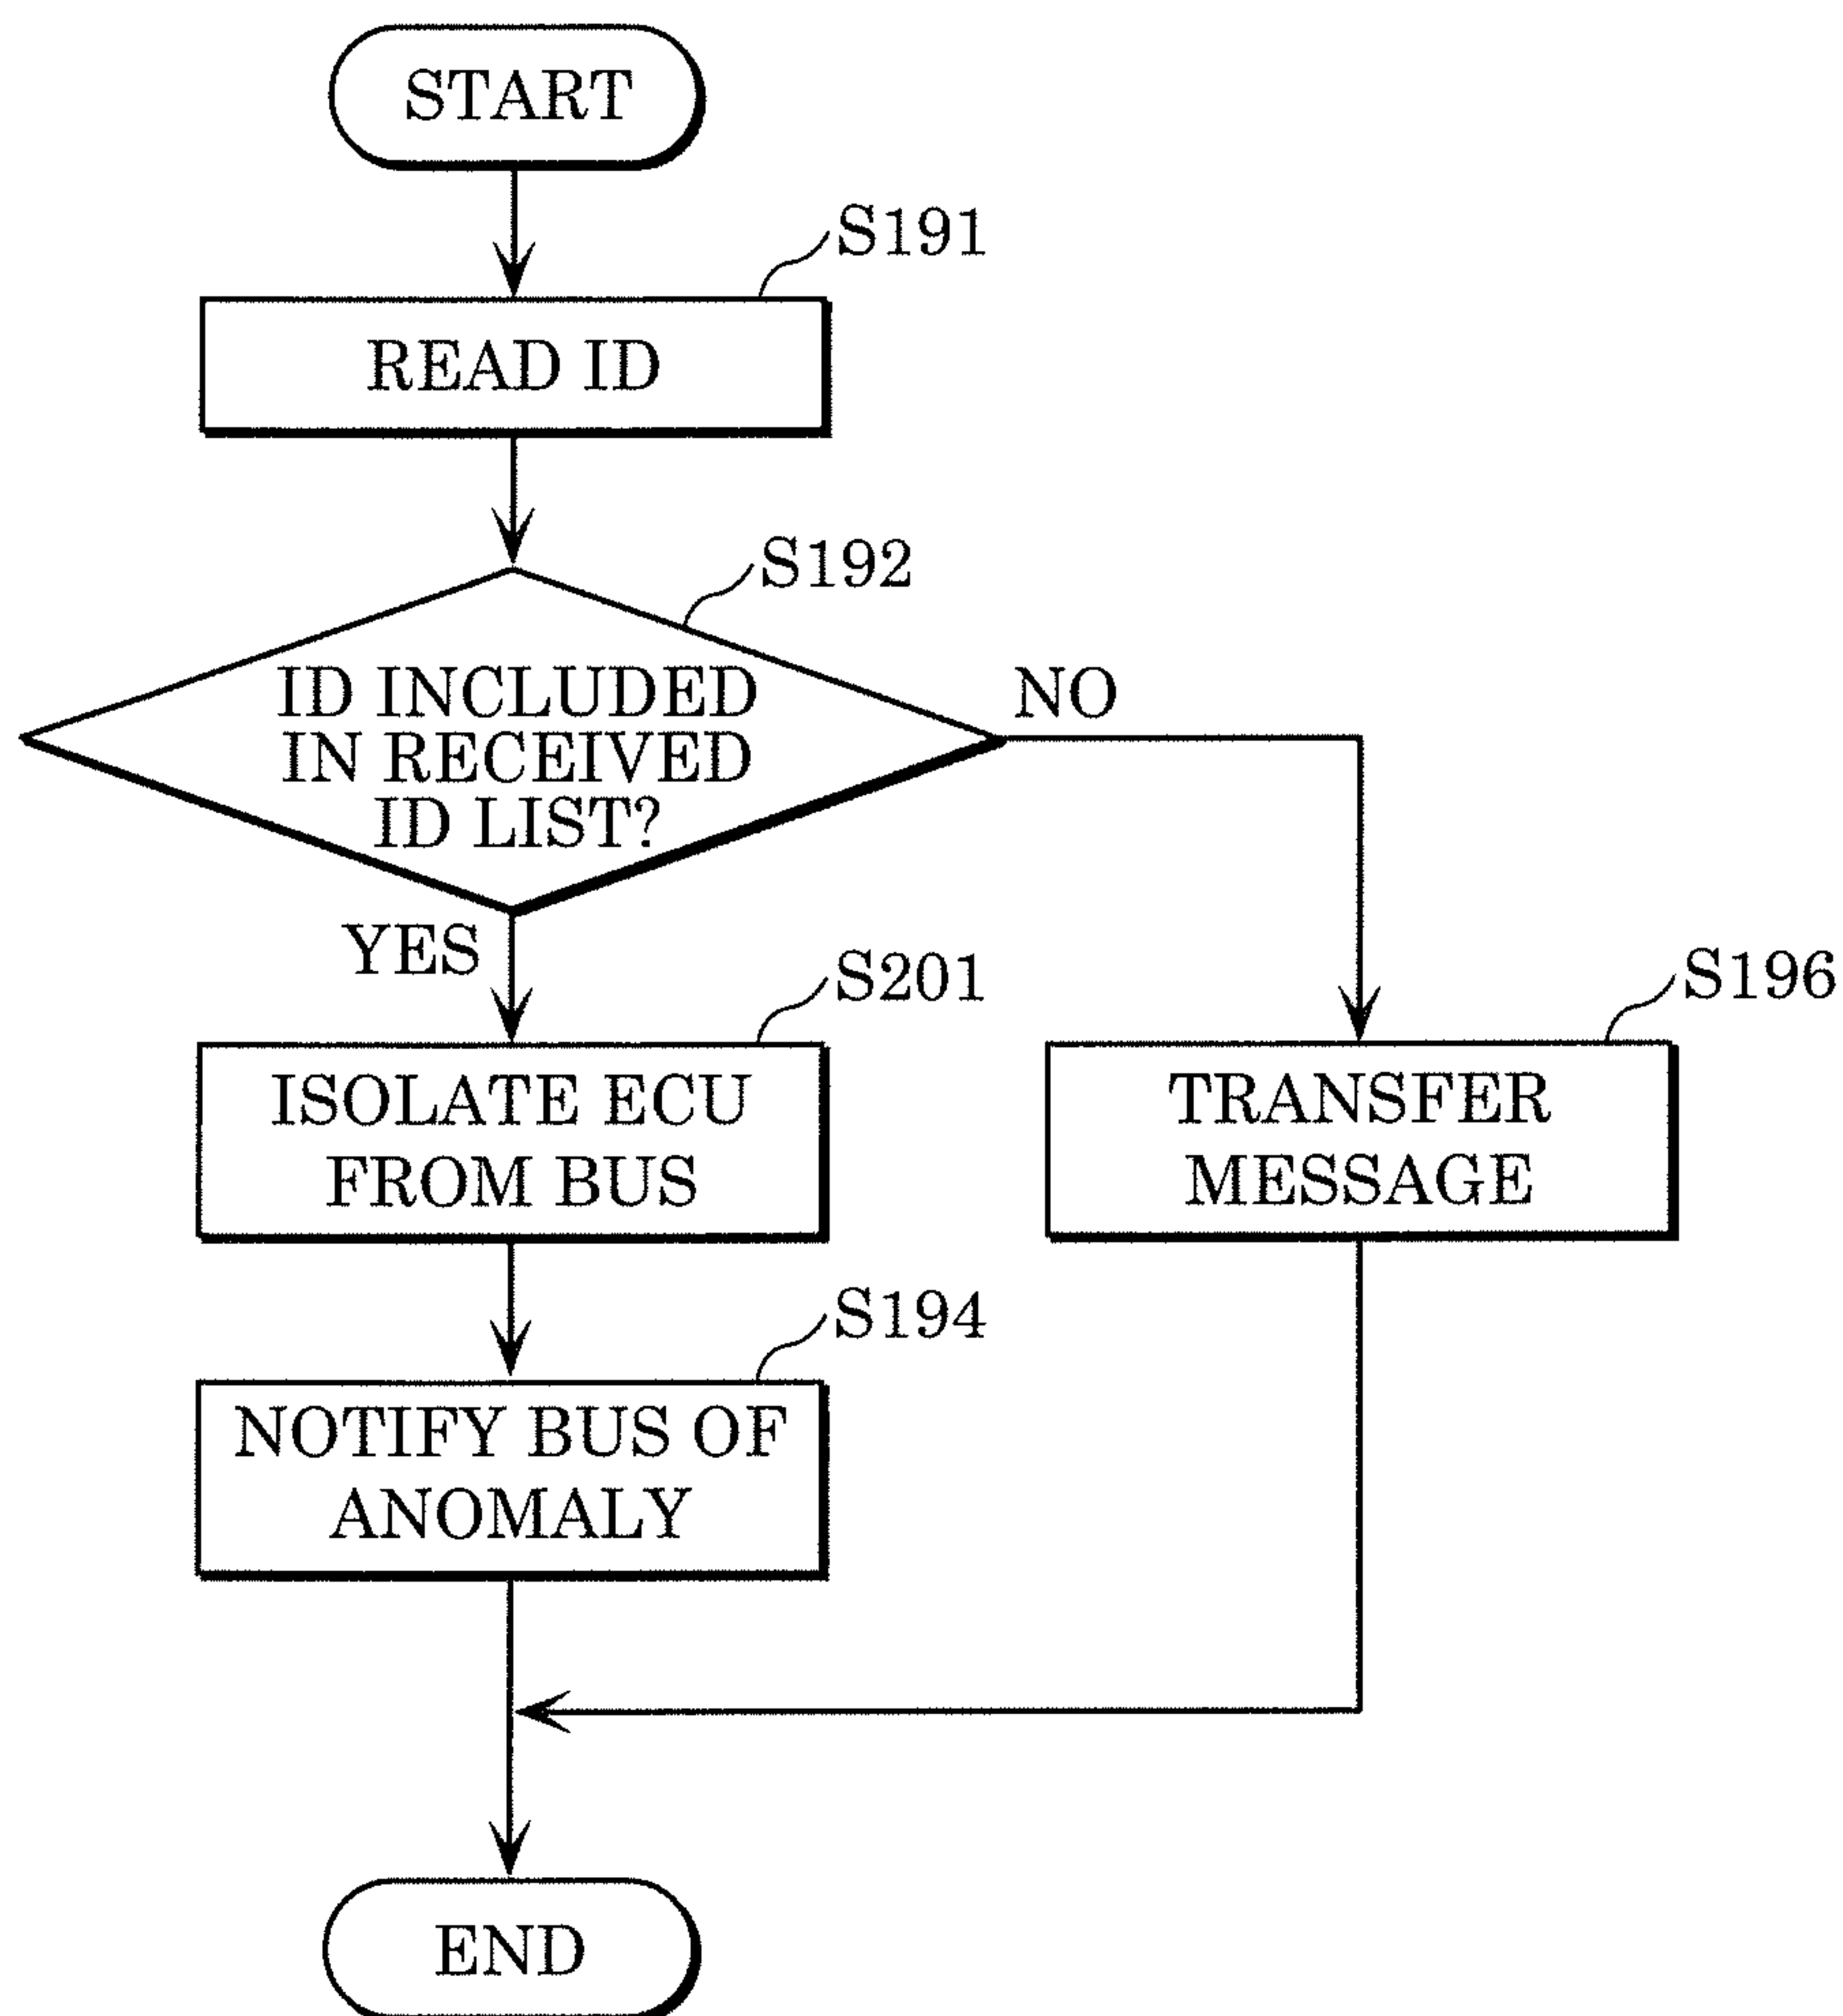 START
S191
READ ID
S192
ID INCLUDED
IN RECEIVED
ID LIST?
NO
YES
S201
ISOLATE ECU
FROM BUS
S196
TRANSFER
MESSAGE
S194
NOTIFY BUS OF
ANOMALY
END